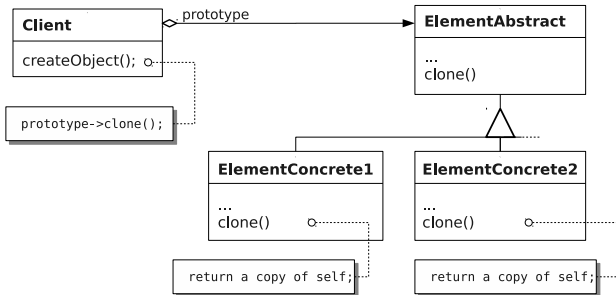 Client
createObject();
prototype
ElementAbstract
...
clone()
prototype->clone();
ElementConcrete1
...
clone()
ElementConcrete2
...
clone()
return a copy of self;
return a copy of self;